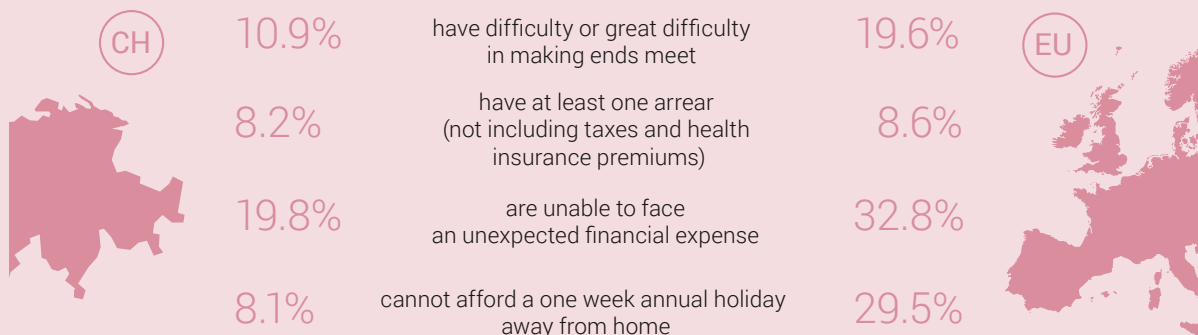 CH
10.9%
have difficulty or great difficulty
in making ends meet
19.6%
EU
8.2%
have at least one arrear
(not including taxes and health
insurance premiums)
8.6%
19.8%
are unable to face
an unexpected financial expense
32.8%
8.1%
cannot afford a one week annual holiday
away from home
29.5%